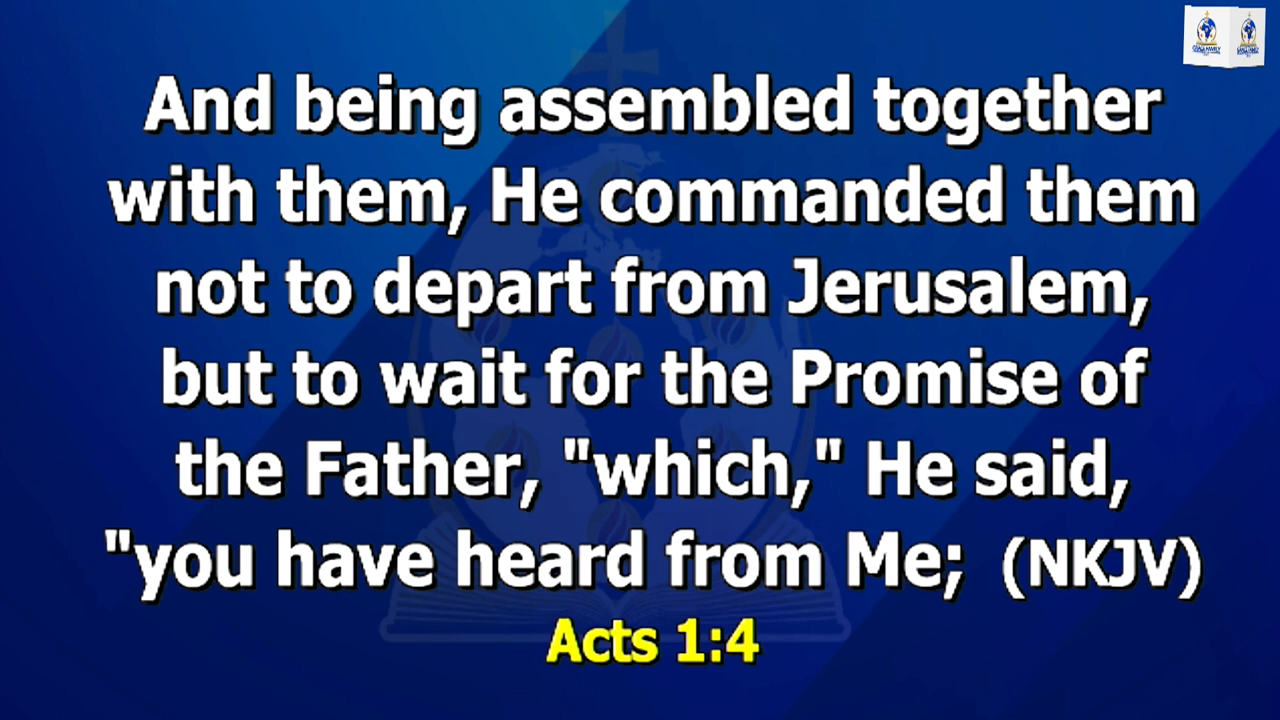 And being assembled together
with them, He commanded them
not to depart from Jerusalem,
but to wait for the Promise of
the Father, "which," He said,
"you have heard from Me; (NKJV)
Acts 1:4